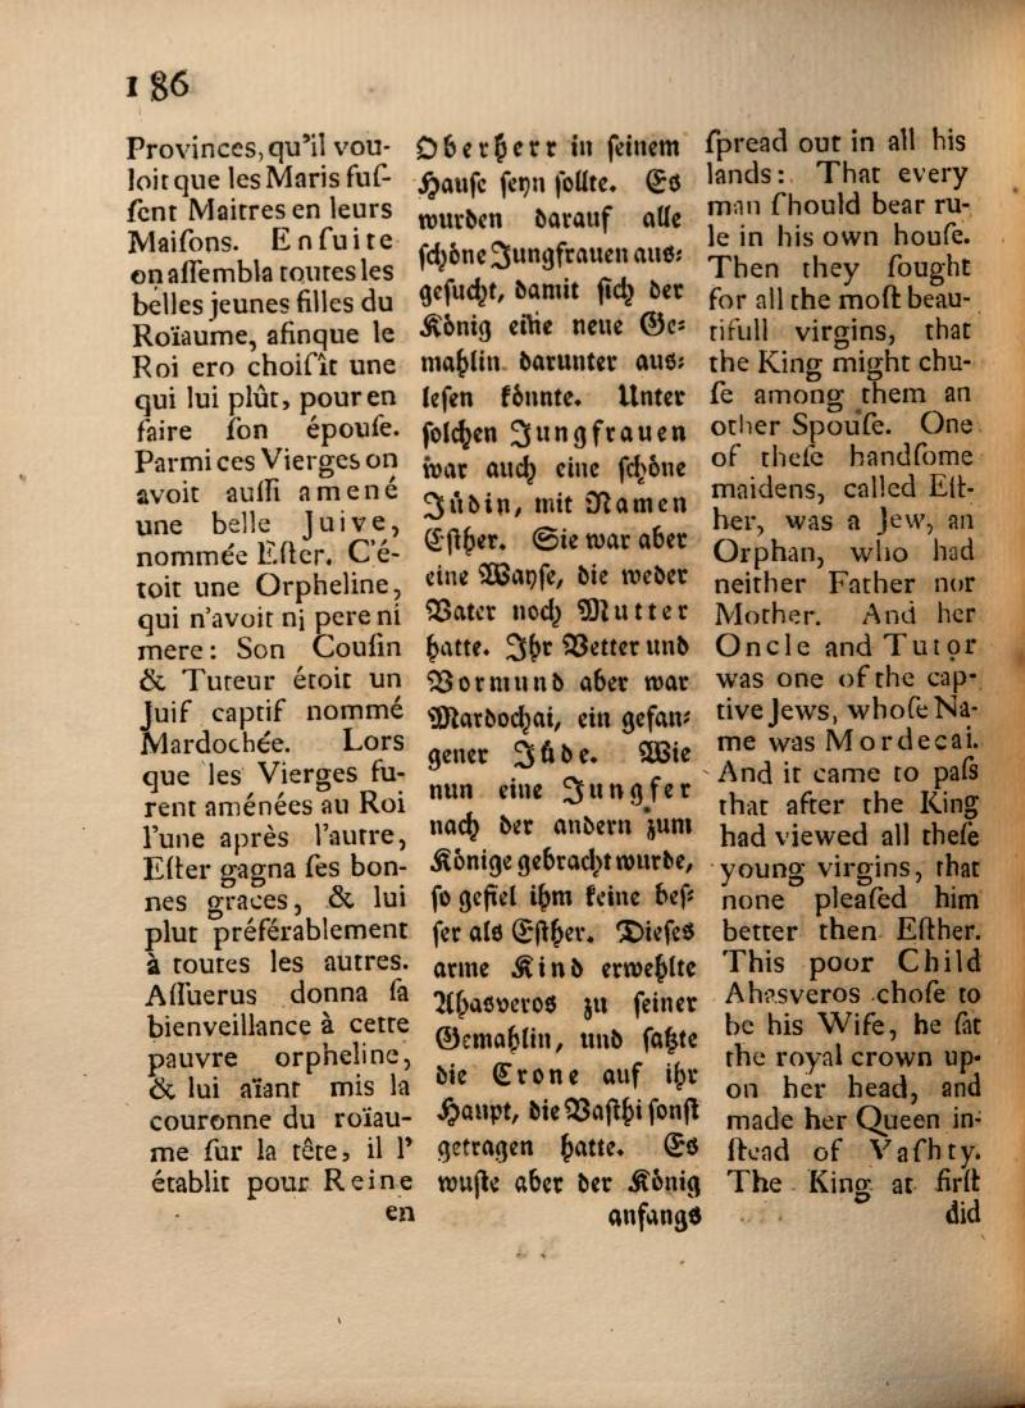 186
Provinces, qu'il vou-
loit que les Maris fuſ-
ſent Maitres en leurs
Maiſons. Enſuite
on aſſembla toutes les
belles jeunes filles du
Roïaume, afinque le
Roi ero choiſît une
qui lui plût, pour en
faire ſon épouſe.
Parmi ces Vierges on
avoit auſſi amené
une belle Juive,
nommée Eſter. C'é-
toit une Orpheline,
qui n'avoit ni pere ni
mere: Son Couſin
& Tuteur étoit un
Juif captif nommé
Mardochée. Lors
que les Vierges fu-
rent aménées au Roi
l'une après l'autre,
Eſter gagna ſes bon-
nes graces, & lui
plut préférablement
à toutes les autres.
Aſſuerus donna ſa
bienveillance à cette
pauvre orpheline,
& lui aïant mis la
couronne du roïau-
me ſur la tête, il l'
établit pour Reine
en
Oberherr in ſeinem
Hauſe ſeyn ſollte. Es
wurden darauf alle
ſchöne Jungfrauen aus-
geſucht, damit ſich der
König eine neue Ge-
mahlin darunter aus-
leſen könnte. Unter
ſolchen Jungfrauen
war auch eine ſchöne
Jüdin, mit Namen
Eſther. Sie war aber
eine Wayſe, die weder
Vater noch Mutter
hatte. Ihr Vetter und
Vormund aber war
Mardochai, ein gefan-
gener Jüde. Wie
nun eine Jungfer
nach der andern zum
Könige gebracht wurde,
ſo gefiel ihm keine beſ-
ſer als Eſther. Dieſes
arme Kind erwehlte
Ahasveros zu ſeiner
Gemahlin, und ſatzte
die Crone auf ihr
Haupt, die Vaſthi ſonſt
getragen hatte. Es
wuſte aber der König
anfangs
ſpread out in all his
lands: That every
man ſhould bear ru-
le in his own houſe.
Then they ſought
for all the moſt beau-
tifull virgins, that
the King might chu-
ſe among them an
other Spouſe. One
of theſe handſome
maidens, called Eſt-
her, was a Jew, an
Orphan, who had
neither Father nor
Mother. And her
Oncle and Tutor
was one of the cap-
tive Jews, whoſe Na-
me was Mordecai.
And it came to paſs
that after the King
had viewed all theſe
young virgins, that
none pleaſed him
better then Eſther.
This poor Child
Ahasveros choſe to
be his Wife, he ſat
the royal crown up-
on her head, and
made her Queen in-
ſtead of Vaſhty.
The King at firſt
did